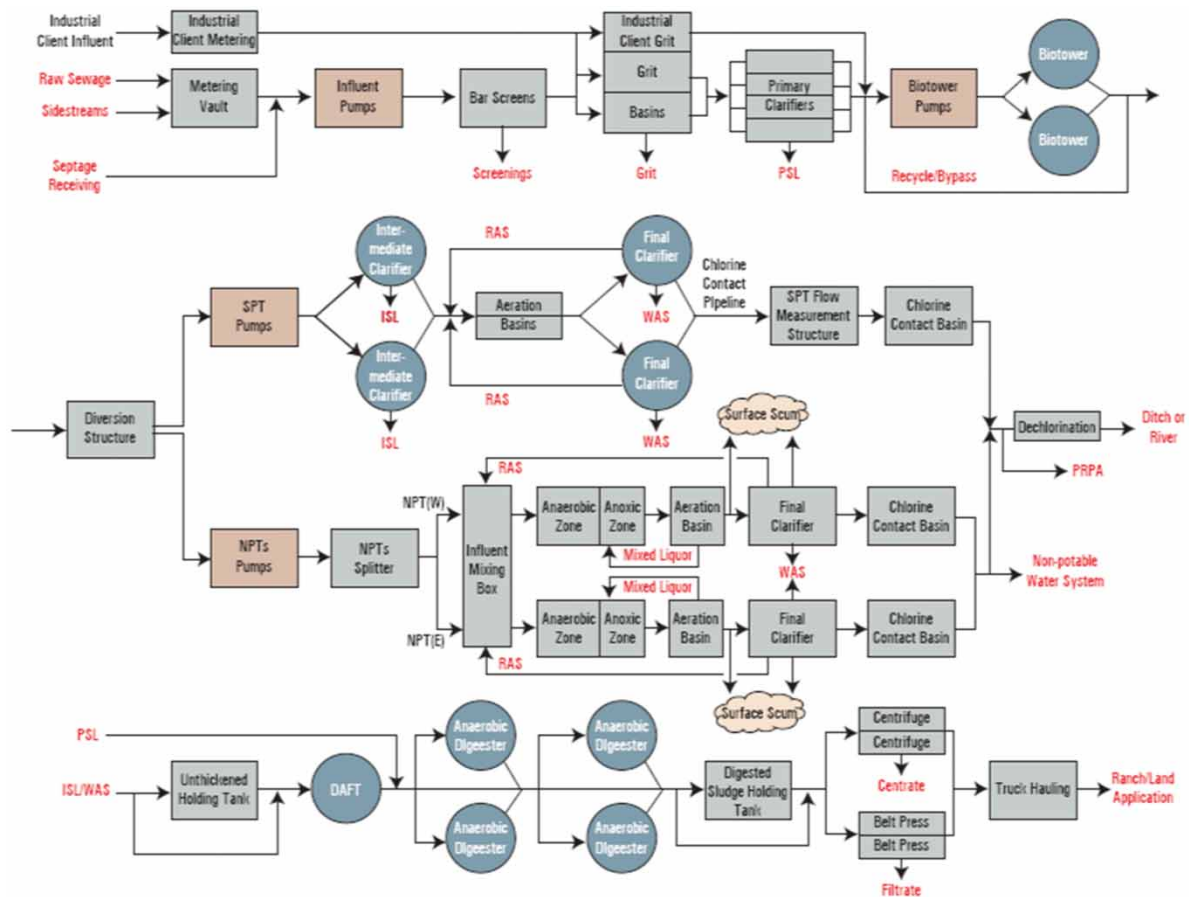 Industrial
Client Influent
Industrial
Client Metering
Industrial
Client Grit
Biotower
Raw Sewage
Sidestreams
Metering
Vault
Influent
Pumps
Bar Screens
Grit
Basins
Primary
Clarifiers
Biotower
Pumps
Biotower
Septage
Receiving
Screenings
Grit
PSL
Recycle/Bypass
Inter-
mediate
Clarifier
RAS
Final
Clarifier
Chlorine
Contact
PIpeline
SPT
Pumps
ISL
Aeration
Basins
WAS
SPT Flow
Measurement
Structure
Chlorine
Contact Basin
Inter-
mediate
Clarifier
Final
Clarifier
RAS
ISL
WAS
Surface Scum
Diversion
Structure
Dechlorination
Ditch or
River
PRPA
RAS
NPT(W)
Anaerobic
Zone
Anoxic
Zone
Aeration
Basin
Final
Clarifier
Chlorine
Contact Basin
NPTs
Pumps
NPTs
Splitter
Influent
Mixing
Box
Mixed Liquor
WAS
Non-potable
Water System
Mixed Liquor
NPT(E)
Anaerobic
Zone
Anoxic
Zone
Aeration
Basin
Final
Clarifier
Chlorine
Contact Basin
RAS
Surface Scum
PSL
Anaerobic
DIgeester
Anaerobic
DIgeester
Centrifuge
Centrifuge
ISL/WAS
Unthickened
Holding Tank
DAFT
Digested
Sludge Holding
Tank
Centrate
Truck Hauling
Ranch/Land
Application
Anaerobic
DIgeester
Anaerobic
DIgeester
Belt Press
Belt Press
Filtrate